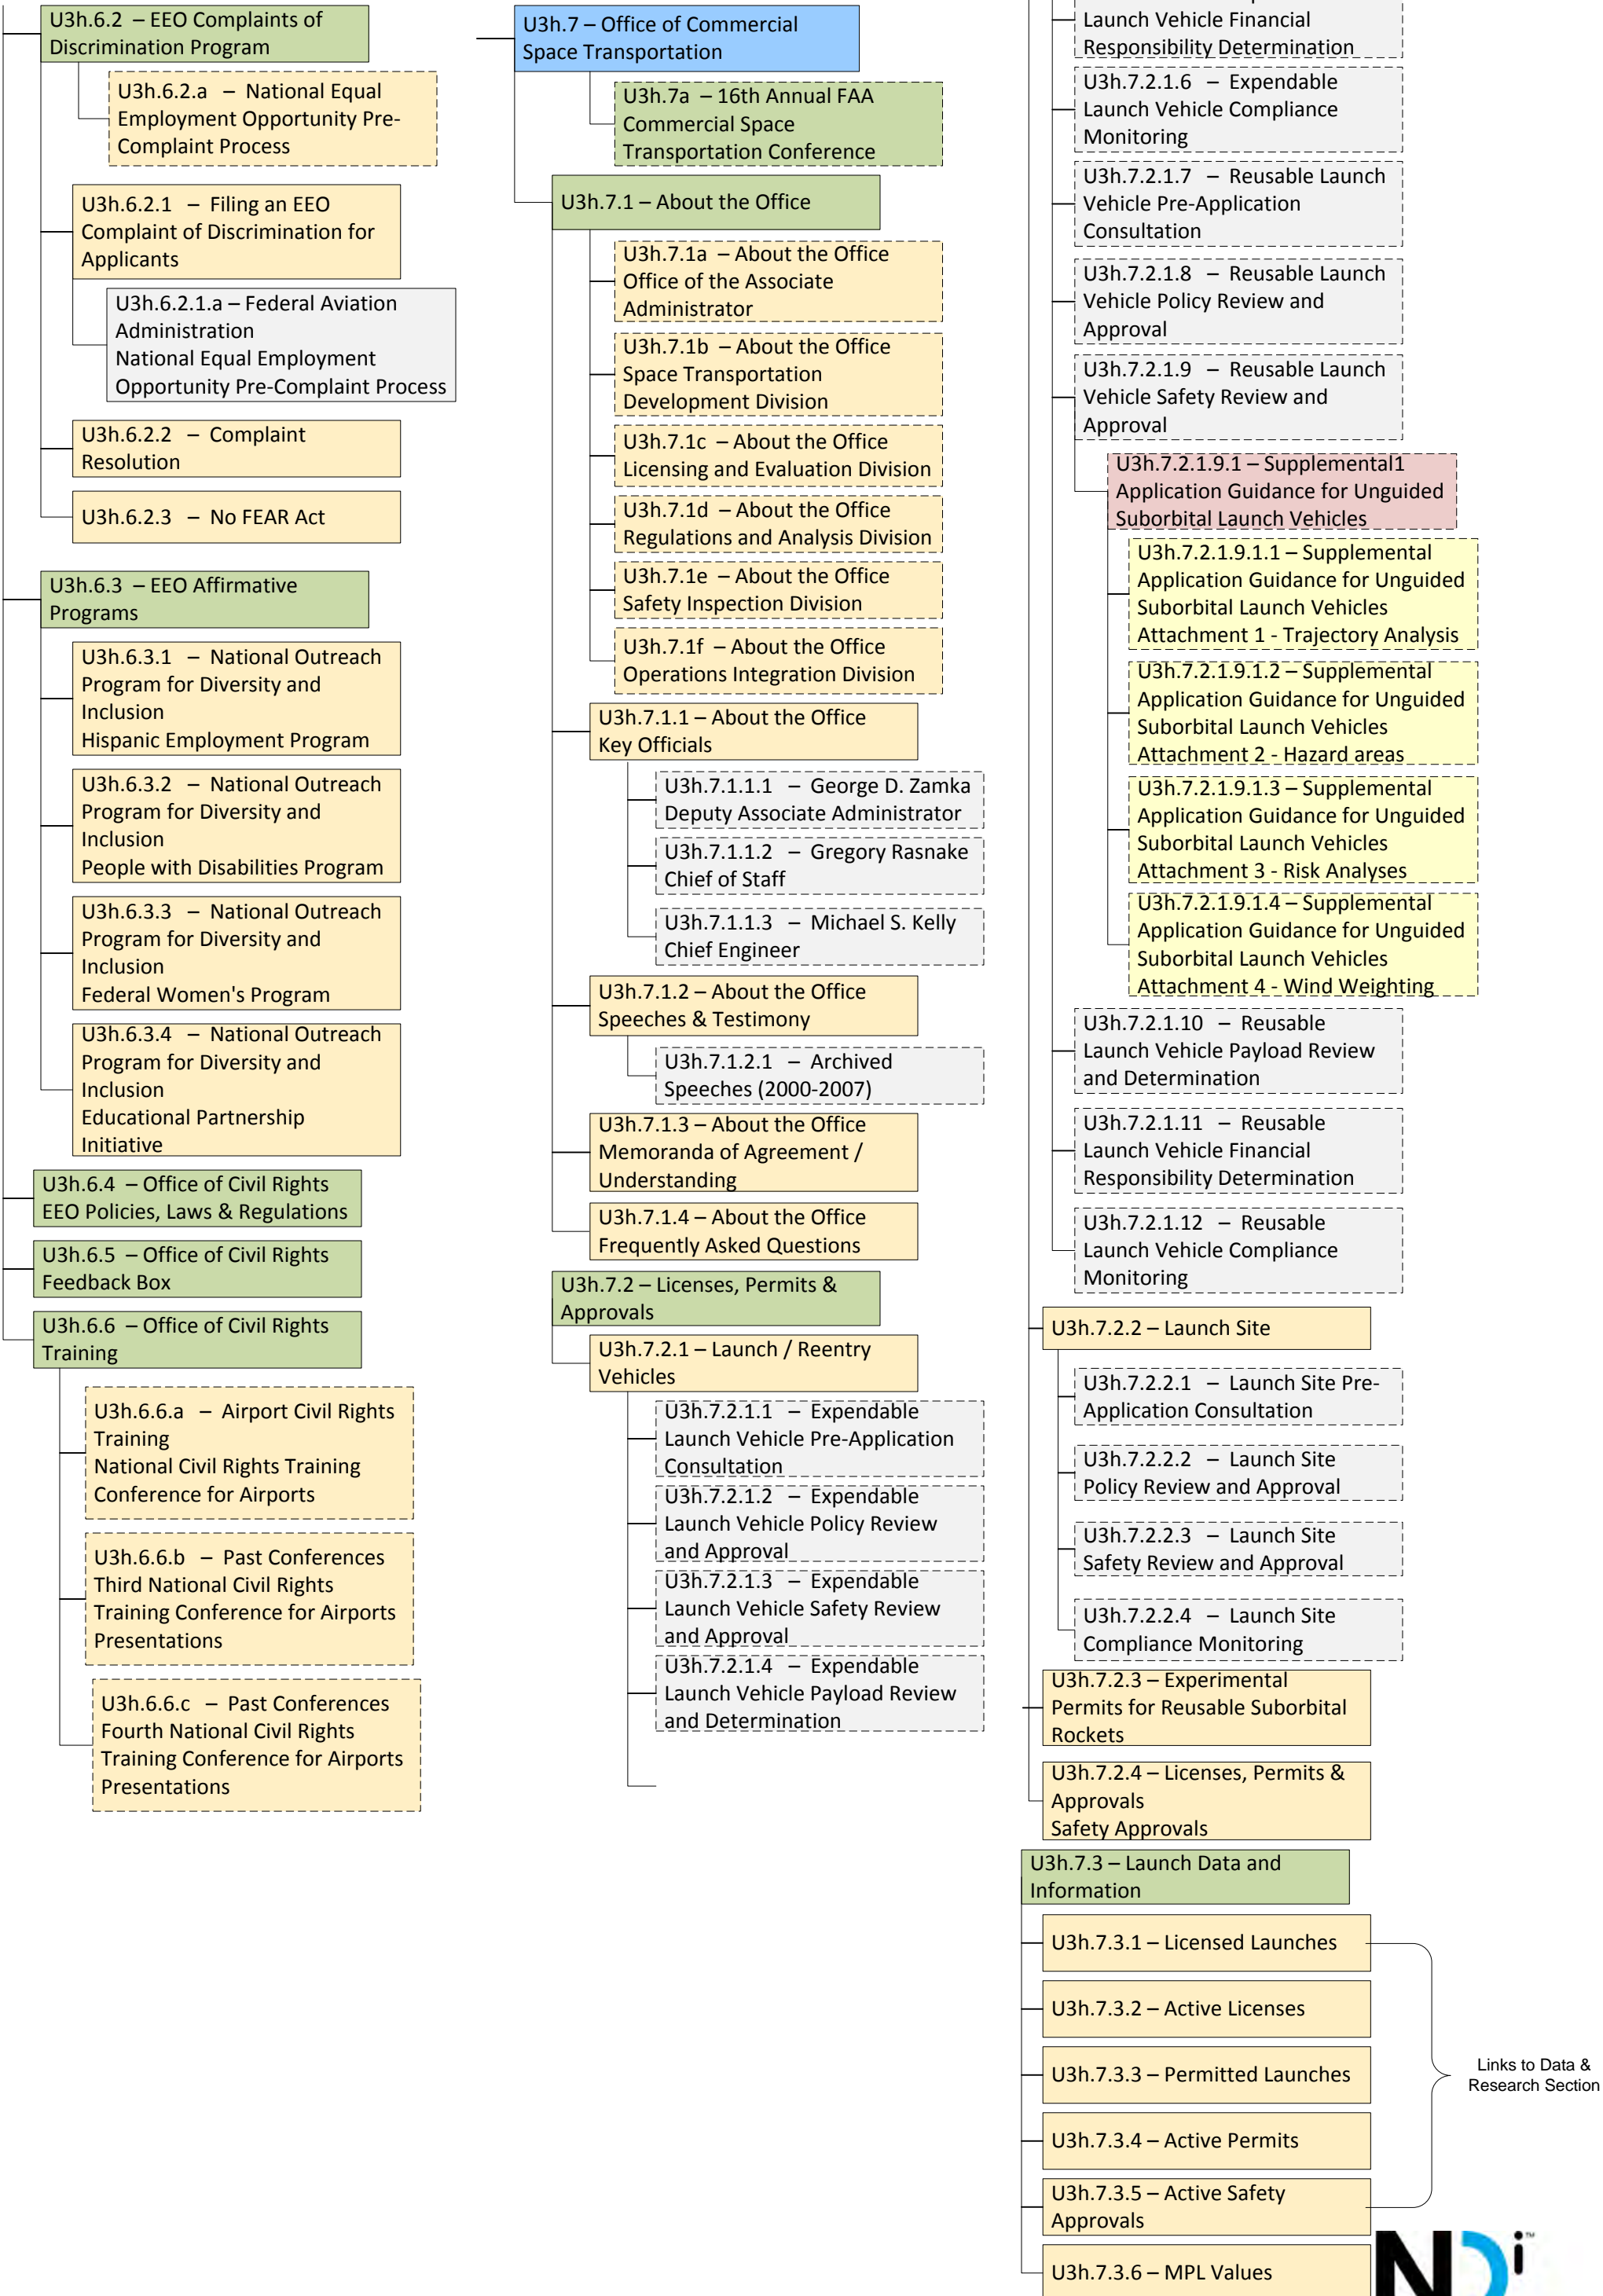 U3h.6.2 – EEO Complaints of
Discrimination Program
U3h.6.2.a – National Equal
Employment Opportunity Pre-
Complaint Process
U3h.6.2.1 – Filing an EEO
Complaint of Discrimination for
Applicants
U3h.6.2.1.a – Federal Aviation
Administration
National Equal Employment
Opportunity Pre-Complaint Process
U3h.6.2.2 – Complaint
Resolution
U3h.6.2.3 – No FEAR Act
U3h.6.3 – EEO Affirmative
Programs
U3h.6.3.1 – National Outreach
Program for Diversity and
Inclusion
Hispanic Employment Program
U3h.6.3.2 – National Outreach
Program for Diversity and
Inclusion
People with Disabilities Program
U3h.6.3.3 – National Outreach
Program for Diversity and
Inclusion
Federal Women's Program
U3h.6.3.4 – National Outreach
Program for Diversity and
Inclusion
Educational Partnership
Initiative
U3h.6.4 – Office of Civil Rights
EEO Policies, Laws & Regulations
U3h.6.5 – Office of Civil Rights
Feedback Box
U3h.6.6 – Office of Civil Rights
Training
U3h.6.6.a – Airport Civil Rights
Training
National Civil Rights Training
Conference for Airports
U3h.6.6.b – Past Conferences
Third National Civil Rights
Training Conference for Airports
Presentations
U3h.6.6.c – Past Conferences
Fourth National Civil Rights
Training Conference for Airports
Presentations
U3h.7 – Office of Commercial
Space Transportation
U3h.7a – 16th Annual FAA
Commercial Space
Transportation Conference
U3h.7.1 – About the Office
U3h.7.1a – About the Office
Office of the Associate
Administrator
U3h.7.1b – About the Office
Space Transportation
Development Division
U3h.7.1c – About the Office
Licensing and Evaluation Division
U3h.7.1d – About the Office
Regulations and Analysis Division
U3h.7.1e – About the Office
Safety Inspection Division
U3h.7.1f – About the Office
Operations Integration Division
U3h.7.1.1 – About the Office
Key Officials
U3h.7.1.1.1 – George D. Zamka
Deputy Associate Administrator
U3h.7.1.1.2 – Gregory Rasnake
Chief of Staff
U3h.7.1.1.3 – Michael S. Kelly
Chief Engineer
U3h.7.1.2 – About the Office
Speeches & Testimony
U3h.7.1.2.1 – Archived
Speeches (2000-2007)
U3h.7.1.3 – About the Office
Memoranda of Agreement /
Understanding
U3h.7.1.4 – About the Office
Frequently Asked Questions
U3h.7.2 – Licenses, Permits &
Approvals
U3h.7.2.1 – Launch / Reentry
Vehicles
U3h.7.2.1.1 – Expendable
Launch Vehicle Pre-Application
Consultation
U3h.7.2.1.2 – Expendable
Launch Vehicle Policy Review
and Approval
U3h.7.2.1.3 – Expendable
Launch Vehicle Safety Review
and Approval
U3h.7.2.1.4 – Expendable
Launch Vehicle Payload Review
and Determination
Launch Vehicle Financial
Responsibility Determination
U3h.7.2.1.6 – Expendable
Launch Vehicle Compliance
Monitoring
U3h.7.2.1.7 – Reusable Launch
Vehicle Pre-Application
Consultation
U3h.7.2.1.8 – Reusable Launch
Vehicle Policy Review and
Approval
U3h.7.2.1.9 – Reusable Launch
Vehicle Safety Review and
Approval
U3h.7.2.1.9.1 – Supplemental1
Application Guidance for Unguided
Suborbital Launch Vehicles
U3h.7.2.1.9.1.1 – Supplemental
Application Guidance for Unguided
Suborbital Launch Vehicles
Attachment 1 - Trajectory Analysis
U3h.7.2.1.9.1.2 – Supplemental
Application Guidance for Unguided
Suborbital Launch Vehicles
Attachment 2 - Hazard areas
U3h.7.2.1.9.1.3 – Supplemental
Application Guidance for Unguided
Suborbital Launch Vehicles
Attachment 3 - Risk Analyses
U3h.7.2.1.9.1.4 – Supplemental
Application Guidance for Unguided
Suborbital Launch Vehicles
Attachment 4 - Wind Weighting
U3h.7.2.1.10 – Reusable
Launch Vehicle Payload Review
and Determination
U3h.7.2.1.11 – Reusable
Launch Vehicle Financial
Responsibility Determination
U3h.7.2.1.12 – Reusable
Launch Vehicle Compliance
Monitoring
U3h.7.2.2 – Launch Site
U3h.7.2.2.1 – Launch Site Pre-
Application Consultation
U3h.7.2.2.2 – Launch Site
Policy Review and Approval
U3h.7.2.2.3 – Launch Site
Safety Review and Approval
U3h.7.2.2.4 – Launch Site
Compliance Monitoring
U3h.7.2.3 – Experimental
Permits for Reusable Suborbital
Rockets
U3h.7.2.4 – Licenses, Permits &
Approvals
Safety Approvals
U3h.7.3 – Launch Data and
Information
U3h.7.3.1 – Licensed Launches
U3h.7.3.2 – Active Licenses
U3h.7.3.3 – Permitted Launches
U3h.7.3.4 – Active Permits
U3h.7.3.5 – Active Safety
Approvals
U3h.7.3.6 – MPL Values
Links to Data &
Research Section
NDi™